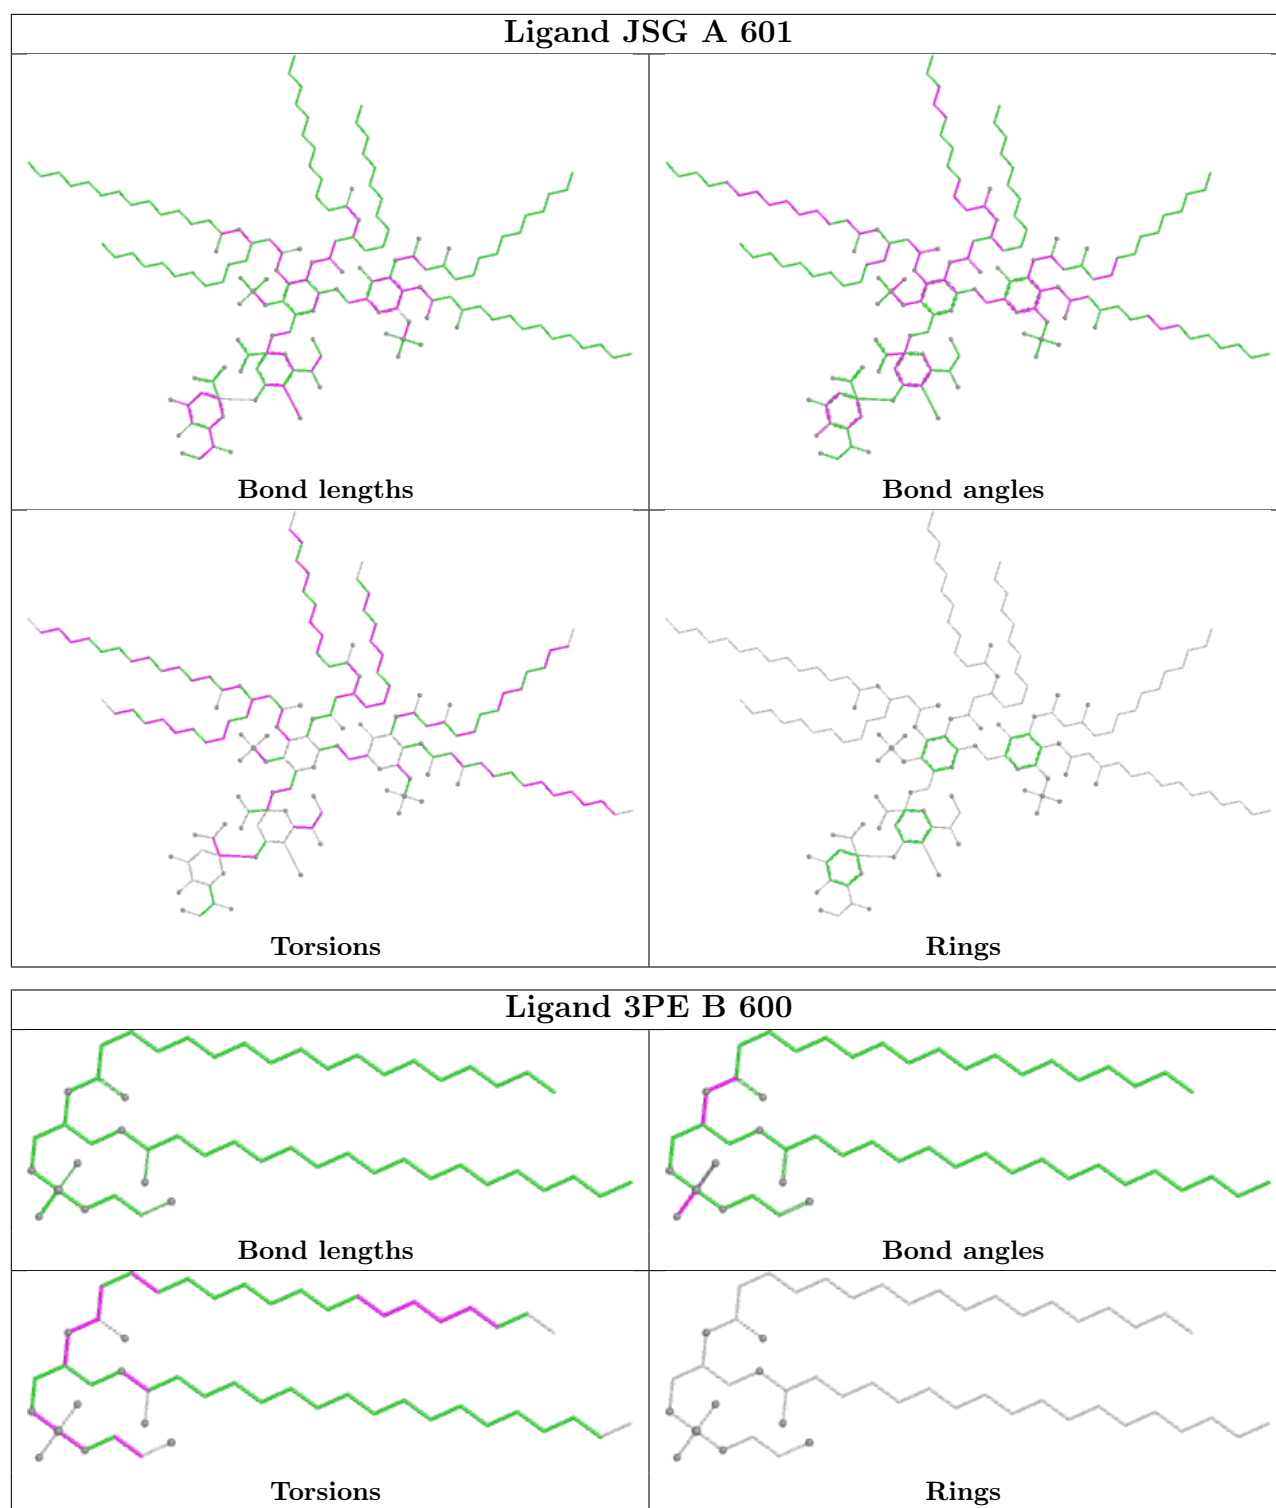 Ligand JSG A 601
Bond lengths
Bond angles
Torsions
Rings
Ligand 3PE B 600
Bond lengths
Bond angles
Torsions
Rings